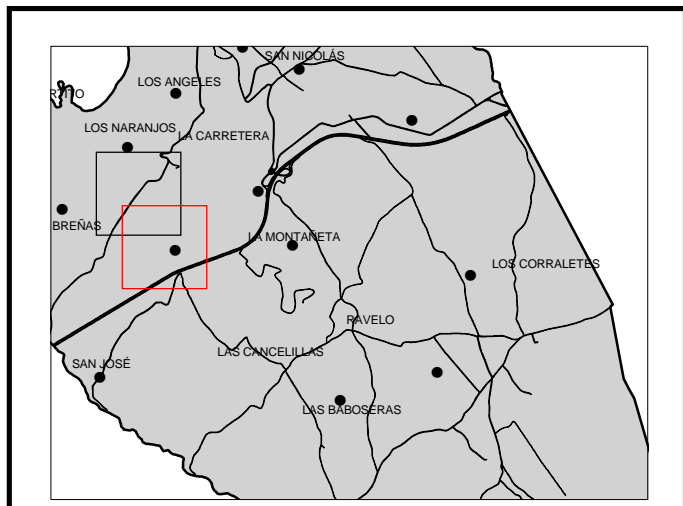 SAN NICOLÁS
LOS ANGELES
LOS NARANJOS
LA CARRETERA
BREÑAS
LA MONTAÑETA
LOS CORRALETES
RAVELO
LAS CANCELILLAS
SAN JOSÉ
LAS BABOSERAS